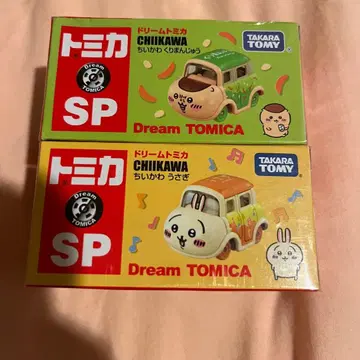 トミカ
Dream
TOMICA
SP
ドリームトミカ
CHIIKAWA
ちいかわ くりまんじゅう
TAKARA
TOMY
Dream TOMICA
トミカ
Dream
TOMICA
SP
ドリームトミカ
CHIIKAWA
ちいかわ うさぎ
TAKARA
TOMY
Dream TOMICA